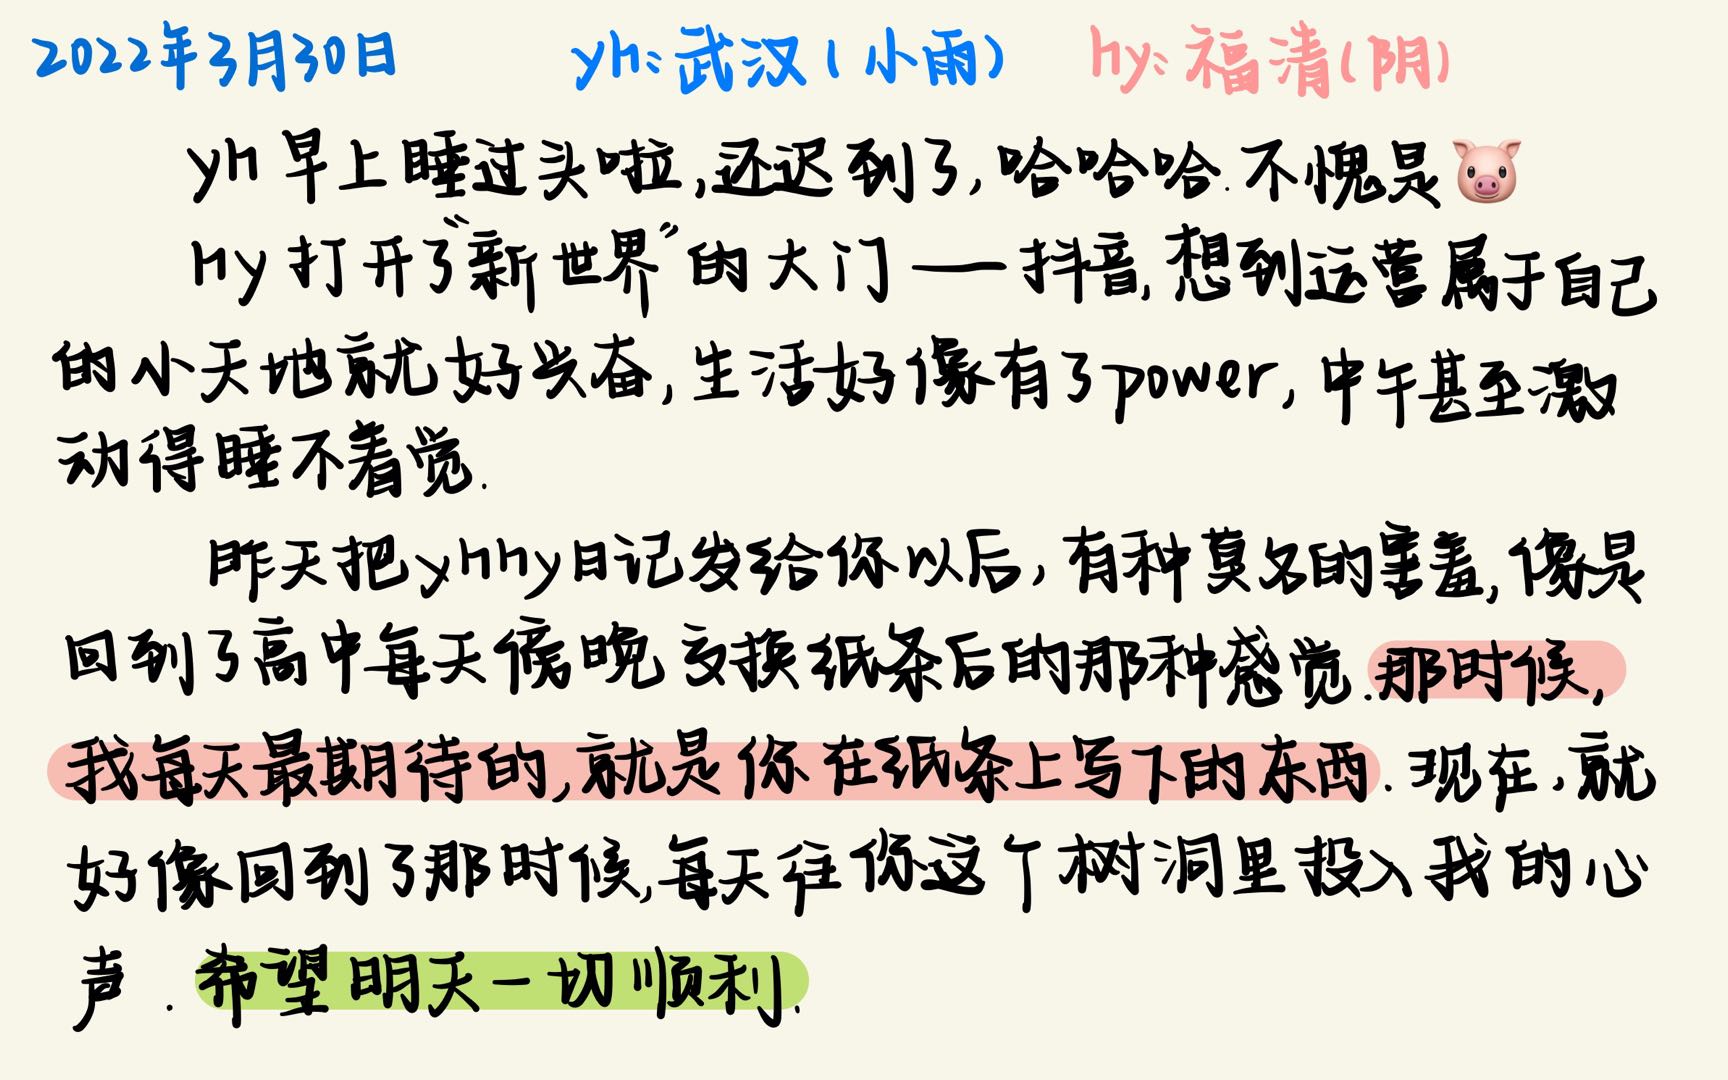 2022年3月30日 yh:武汉(小雨) hy:福清(阴)
yh早上睡过头啦,还迟到了,哈哈哈.不愧是🐷
hy打开了“新世界”的大门——抖音,想到运营属于自己
的小天地就好兴奋,生活好像有了power,中午甚至激
动得睡不着觉.
昨天把yhhy日记发给你以后,有种莫名的害羞,像是
回到了高中每天傍晚交换纸条后的那种感觉.那时候,
我每天最期待的,就是你在纸条上写下的东西.现在,就
好像回到了那时候,每天往你这个树洞里投入我的心
声.希望明天一切顺利.